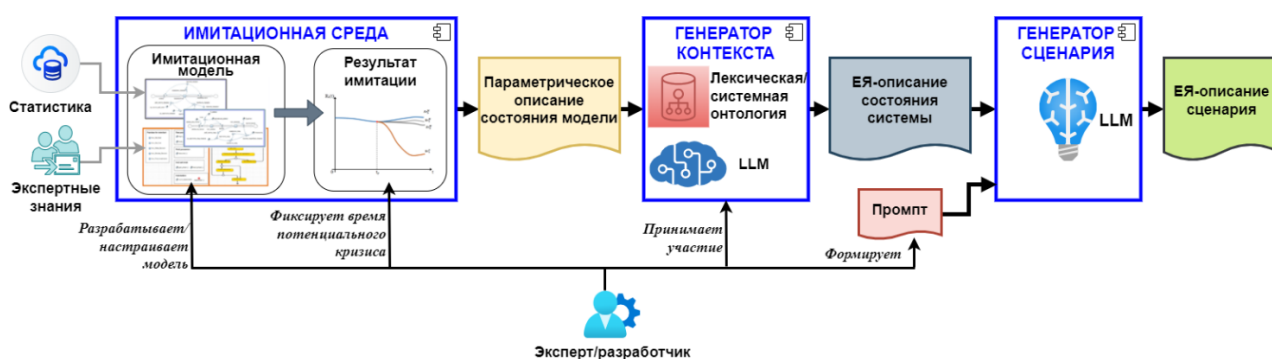 ИМИТАЦИОННАЯ СРЕДА
Имитационная
модель
Результат
имитации
Статистика
Экспертные
знания
Параметрическое
описание
состояния модели
ГЕНЕРАТОР
КОНТЕКСТА
Лексическая/
системная
онтология
LLM
ЕЯ-описание
состояния
системы
ГЕНЕРАТОР
СЦЕНАРИЯ
LLM
ЕЯ-описание
сценария
Промпт
Разрабатывает/
настраивает
модель
Фиксирует время
потенциального
кризиса
Принимает
участие
Формирует
Эксперт/разработчик